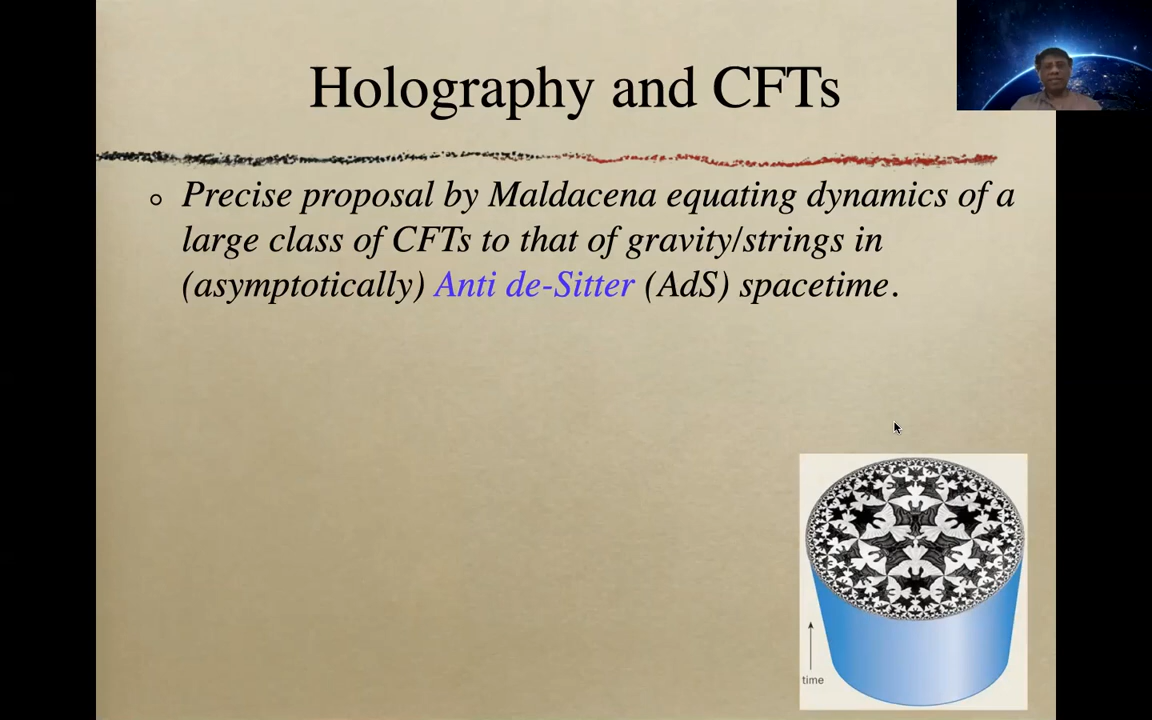 Holography and CFTs
Precise proposal by Maldacena equating dynamics of a
large class of CFTs to that of gravity/strings in
(asymptotically) Anti de-Sitter (AdS) spacetime.
time